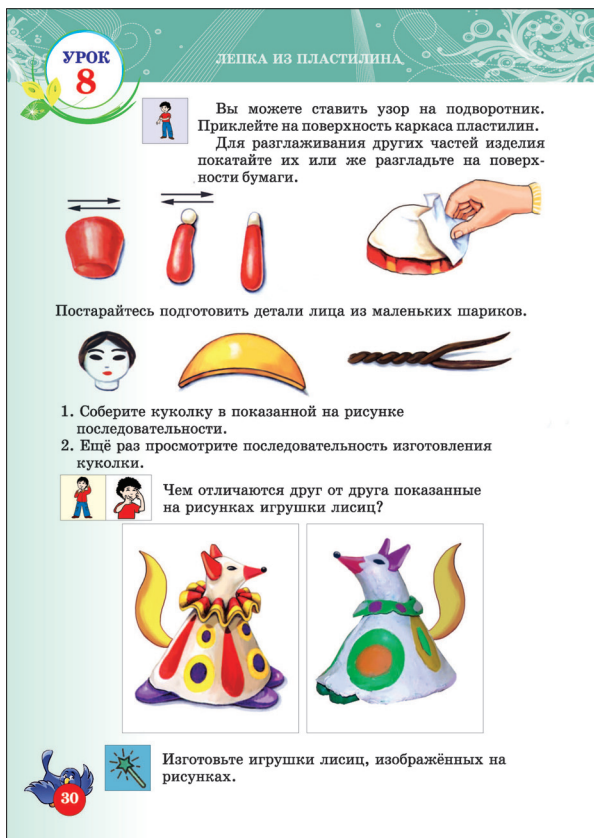 УРОК
8
ЛЕПКА ИЗ ПЛАСТИЛИНА
Вы можете ставить узор на подворотник.
Приклейте на поверхность каркаса пластилин.
Для разглаживания других частей изделия
покатайте их или же разгладьте на поверх-
ности бумаги.
Постарайтесь подготовить детали лица из маленьких шариков.
1. Соберите куколку в показанной на рисунке
последовательности.
2. Ещё раз просмотрите последовательность изготовления
куколки.
Чем отличаются друг от друга показанные
на рисунках игрушки лисиц?
Изготовьте игрушки лисиц, изображённых на
рисунках.
30